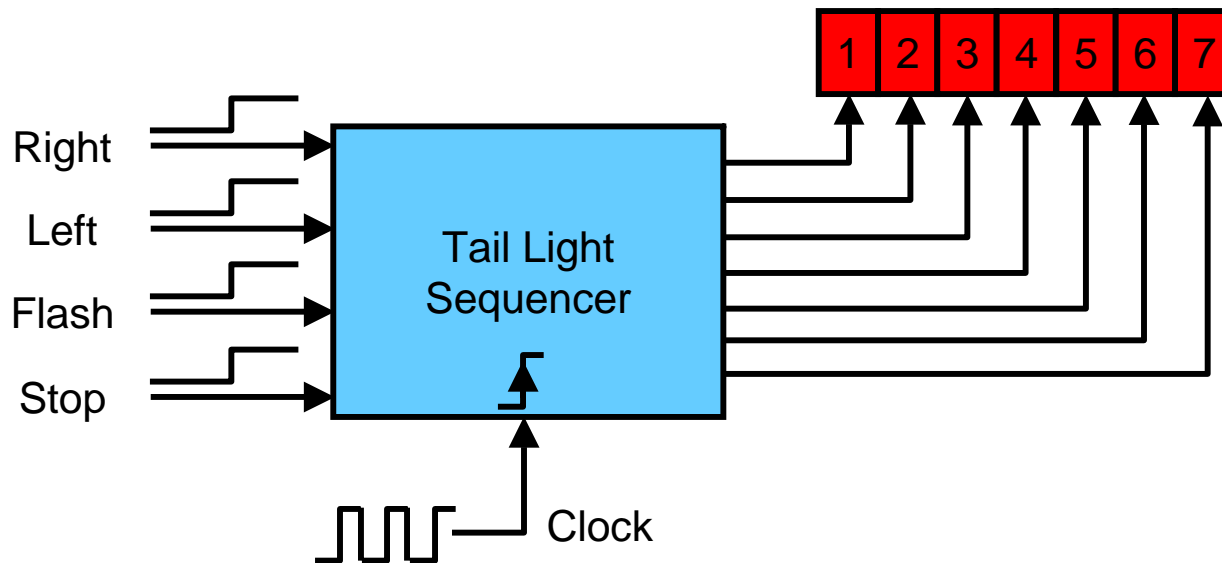 1 2 3 4 5 6 7
Right
Left
Flash
Stop
Tail Light
Sequencer
Clock